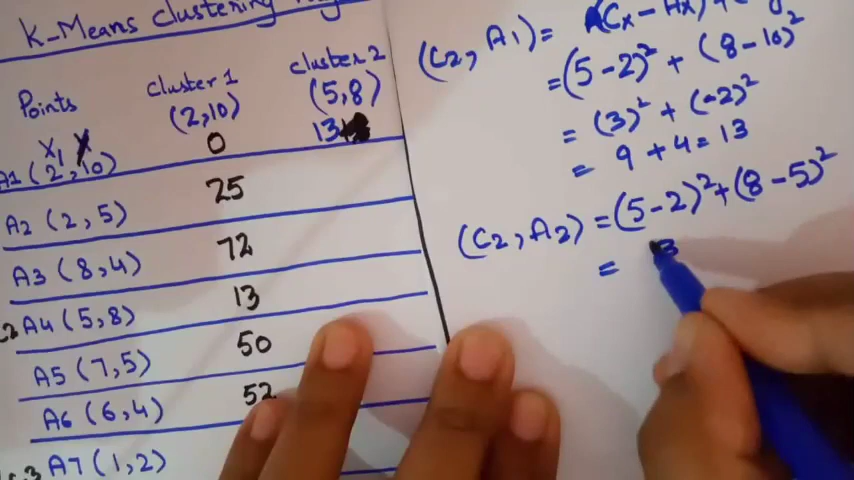 K-Means clustering
Points
cluster 1
(2,10)
cluster 2
(5,8)
X1 Y
A1 (2,10) 0 13
A2 (2,5) 25
A3 (8,4) 72
A4 (5,8) 13
A5 (7,5) 50
A6 (6,4) 52
A7 (1,2)
(C2, A1) =
= (5-2)² + (8-10)²
= (3)² + (-2)²
= 9 + 4 = 13
(C2, A2) = (5-2)² + (8-5)²
=